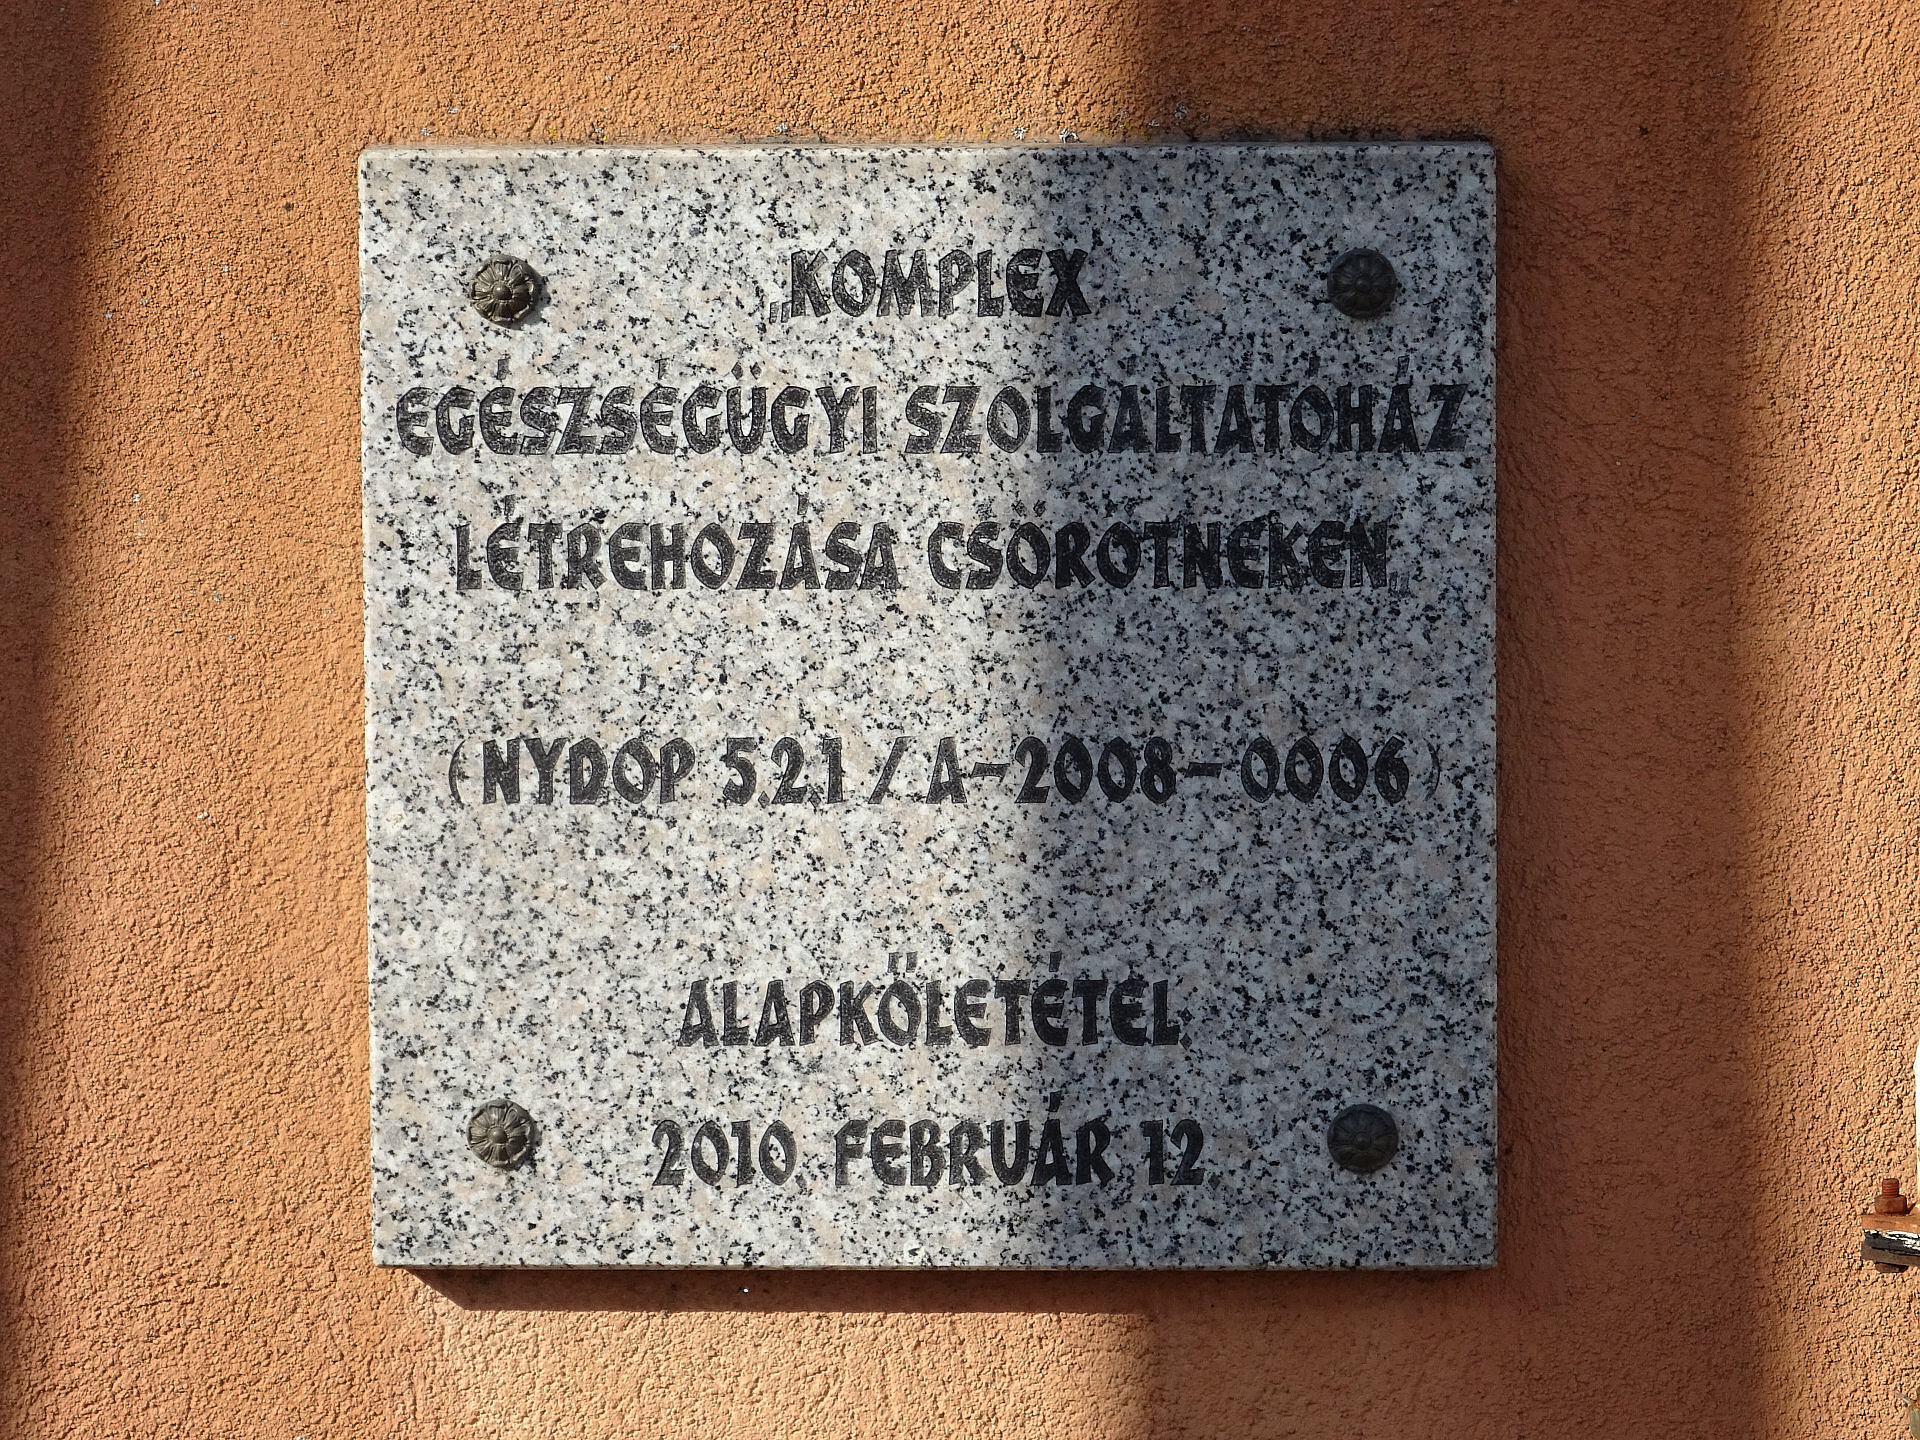 „KOMPLEX
EGÉSZSÉGÜGYI SZOLGÁLTATÓHÁZ
LÉTREHOZÁSA CSÖRÖTNEKEN„
(NYDOP 5.2.1 / A-2008-0006)
ALAPKŐLETÉTEL.
2010. FEBRUÁR 12.